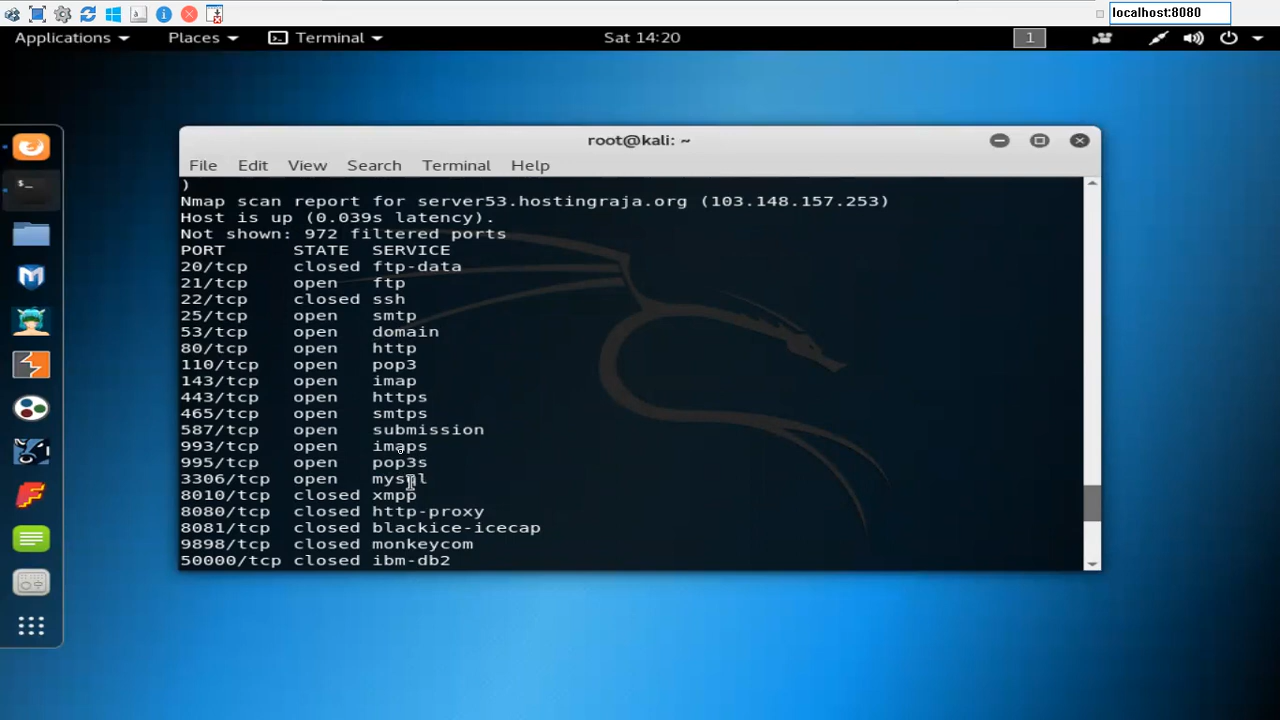 localhost:8080
Applications Places Terminal Sat 14:20 1
root@kali: ~
File Edit View Search Terminal Help
)
Nmap scan report for server53.hostingraja.org (103.148.157.253)
Host is up (0.039s latency).
Not shown: 972 filtered ports
PORT STATE SERVICE
20/tcp closed ftp-data
21/tcp open ftp
22/tcp closed ssh
25/tcp open smtp
53/tcp open domain
80/tcp open http
110/tcp open pop3
143/tcp open imap
443/tcp open https
465/tcp open smtps
587/tcp open submission
993/tcp open imaps
995/tcp open pop3s
3306/tcp open mysql
8010/tcp closed xmpp
8080/tcp closed http-proxy
8081/tcp closed blackice-icecap
9898/tcp closed monkeycom
50000/tcp closed ibm-db2